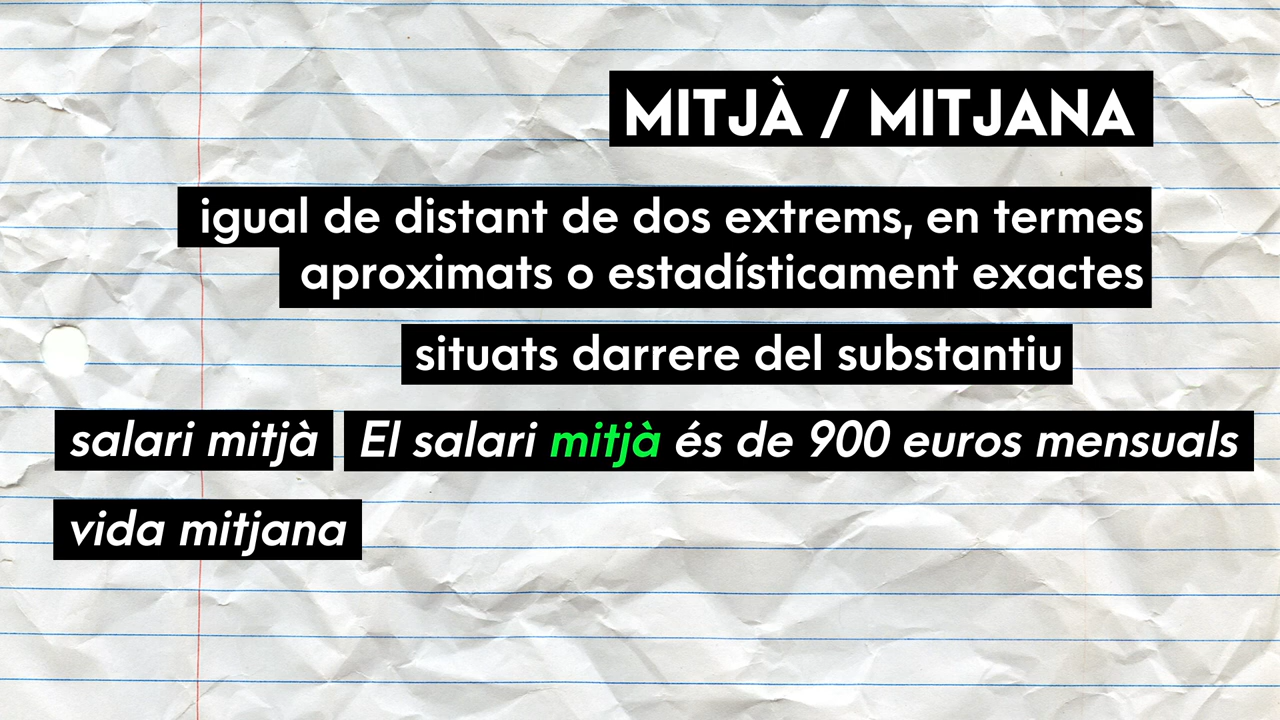 MITJÀ / MITJANA
igual de distant de dos extrems, en termes
aproximats o estadísticament exactes
situats darrere del substantiu
salari mitjà El salari mitjà és de 900 euros mensuals
vida mitjana